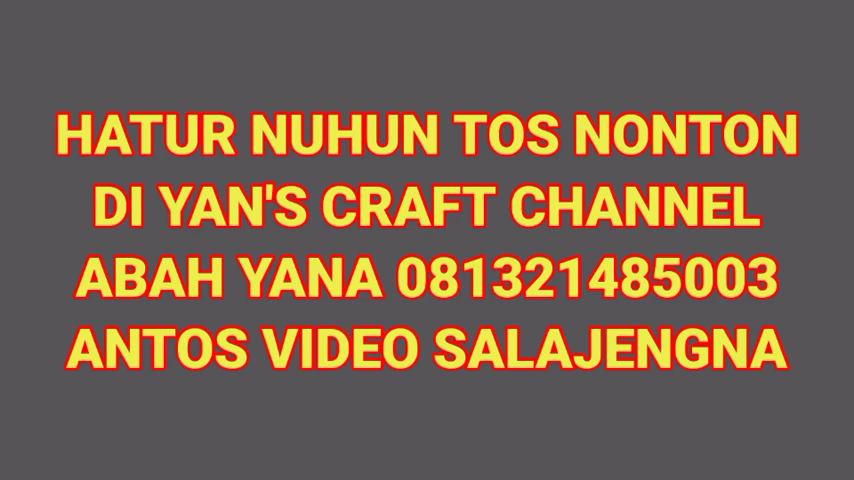 HATUR NUHUN TOS NONTON
DI YAN'S CRAFT CHANNEL
ABAH YANA 081321485003
ANTOS VIDEO SALAJENGNA